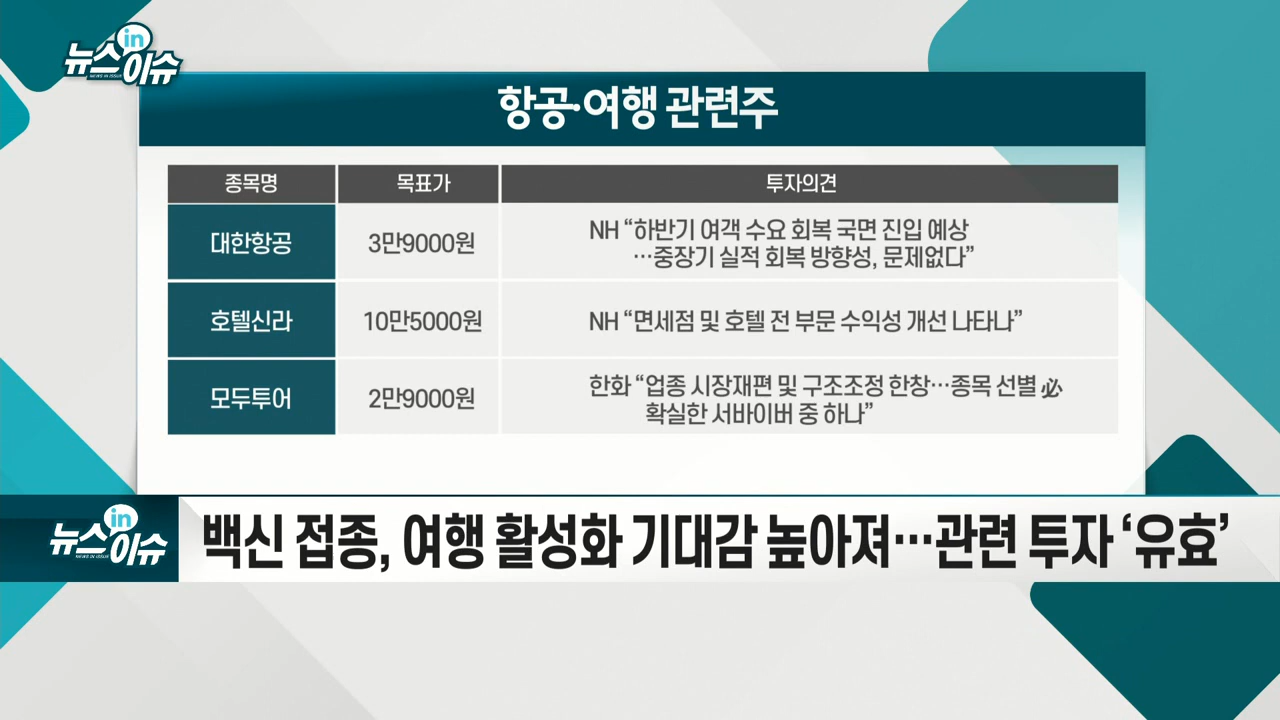 뉴스in이슈
NEWS IN ISSUE
항공·여행 관련주
종목명 목표가 투자의견
대한항공 3만9000원 NH “하반기 여객 수요 회복 국면 진입 예상
…중장기 실적 회복 방향성, 문제없다”
호텔신라 10만5000원 NH “면세점 및 호텔 전 부문 수익성 개선 나타나”
모두투어 2만9000원 한화 “업종 시장재편 및 구조조정 한창…종목 선별 必
확실한 서바이버 중 하나”
뉴스in이슈
NEWS IN ISSUE
백신 접종, 여행 활성화 기대감 높아져…관련 투자 ‘유효’